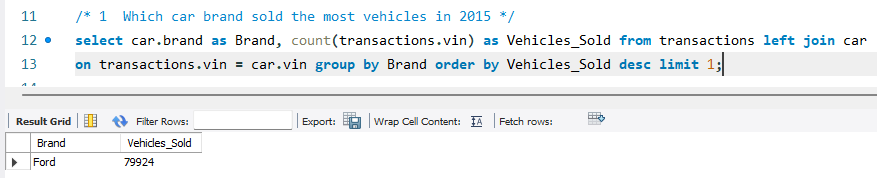 11 /* 1 Which car brand sold the most vehicles in 2015 */
12 select car.brand as Brand, count(transactions.vin) as Vehicles_Sold from transactions left join car
13 on transactions.vin = car.vin group by Brand order by Vehicles_Sold desc limit 1;
Result Grid Filter Rows: Export: Wrap Cell Content: IA Fetch rows:
Brand Vehicles_Sold
Ford 79924